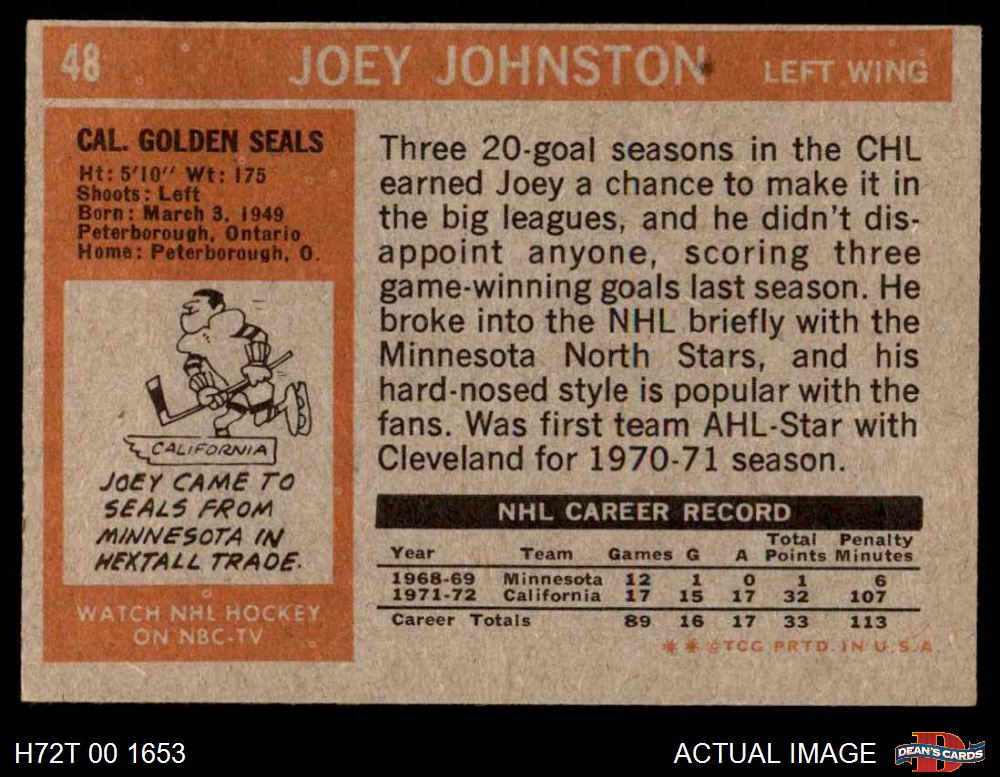 48 JOEY JOHNSTON LEFT WING
CAL. GOLDEN SEALS
Ht: 5'10" Wt: 175
Shoots: Left
Born: March 3, 1949
Peterborough, Ontario
Home: Peterborough, O.
CALIFORNIA
JOEY CAME TO
SEALS FROM
MINNESOTA IN
HEXTALL TRADE.
WATCH NHL HOCKEY
ON NBC-TV
Three 20-goal seasons in the CHL
earned Joey a chance to make it in
the big leagues, and he didn't dis-
appoint anyone, scoring three
game-winning goals last season. He
broke into the NHL briefly with the
Minnesota North Stars, and his
hard-nosed style is popular with the
fans. Was first team AHL-Star with
Cleveland for 1970-71 season.
NHL CAREER RECORD
Year Team Games G A Total Points Penalty Minutes
1968-69 Minnesota 12 1 0 1 6
1971-72 California 17 15 17 32 107
Career Totals 89 16 17 33 113
* * © TCG PRTD. IN U.S.A.
H72T 00 1653
ACTUAL IMAGE
D
DEAN'S CARDS